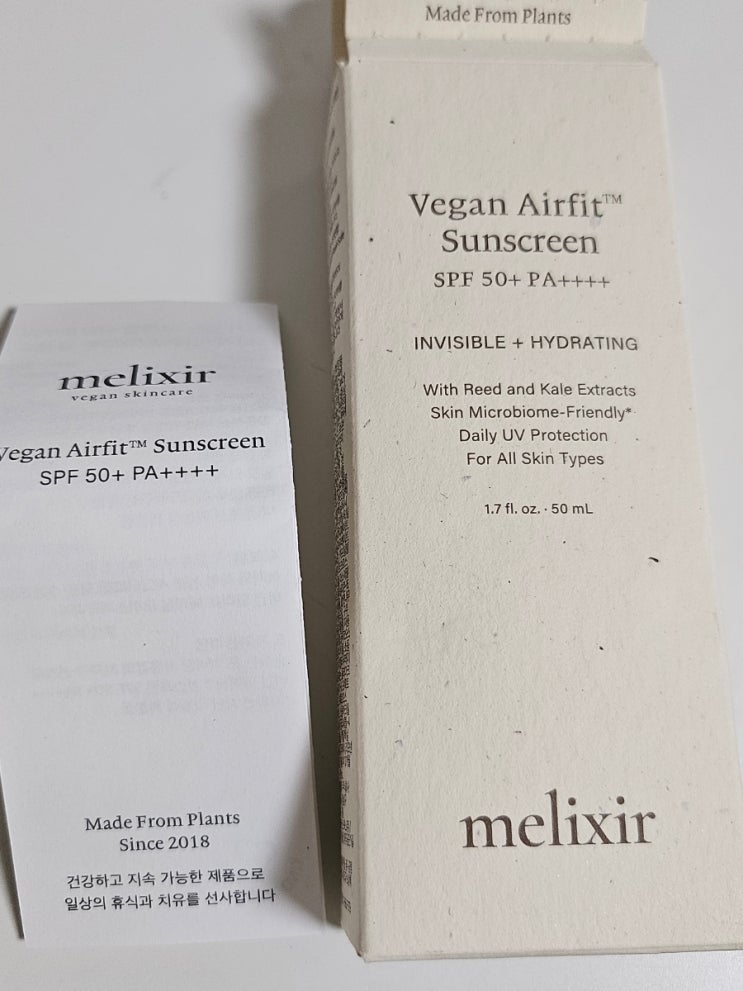 Made From Plants
Vegan Airfit™
Sunscreen
SPF 50+ PA++++
INVISIBLE + HYDRATING
With Reed and Kale Extracts
Skin Microbiome-Friendly*
Daily UV Protection
For All Skin Types
1.7 fl. oz. · 50 mL
melixir
melixir
vegan skincare
Vegan Airfit™ Sunscreen
SPF 50+ PA++++
Made From Plants
Since 2018
건강하고 지속 가능한 제품으로
일상의 휴식과 치유를 선사합니다